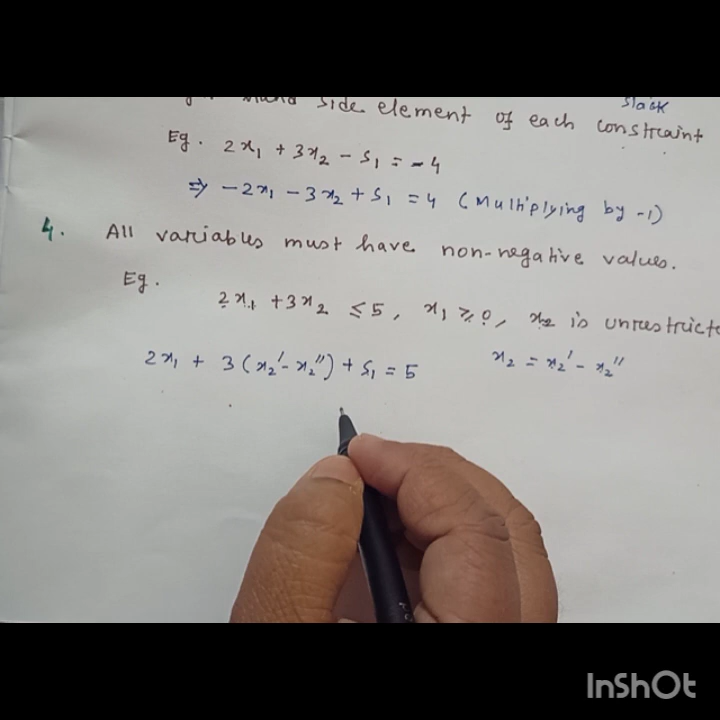 slack
side element of each constraint
Eg. 2x₁ + 3x₂ - s₁ = -4
⇒ -2x₁ - 3x₂ + s₁ = 4 (Multiplying by -1)
4. All variables must have non-negative values.
Eg.
2x₁ + 3x₂ ≤ 5, x₁ ≥ 0, x₂ is unrestricte
2x₁ + 3(x₂' - x₂'') + s₁ = 5 x₂ = x₂' - x₂''
InShOt